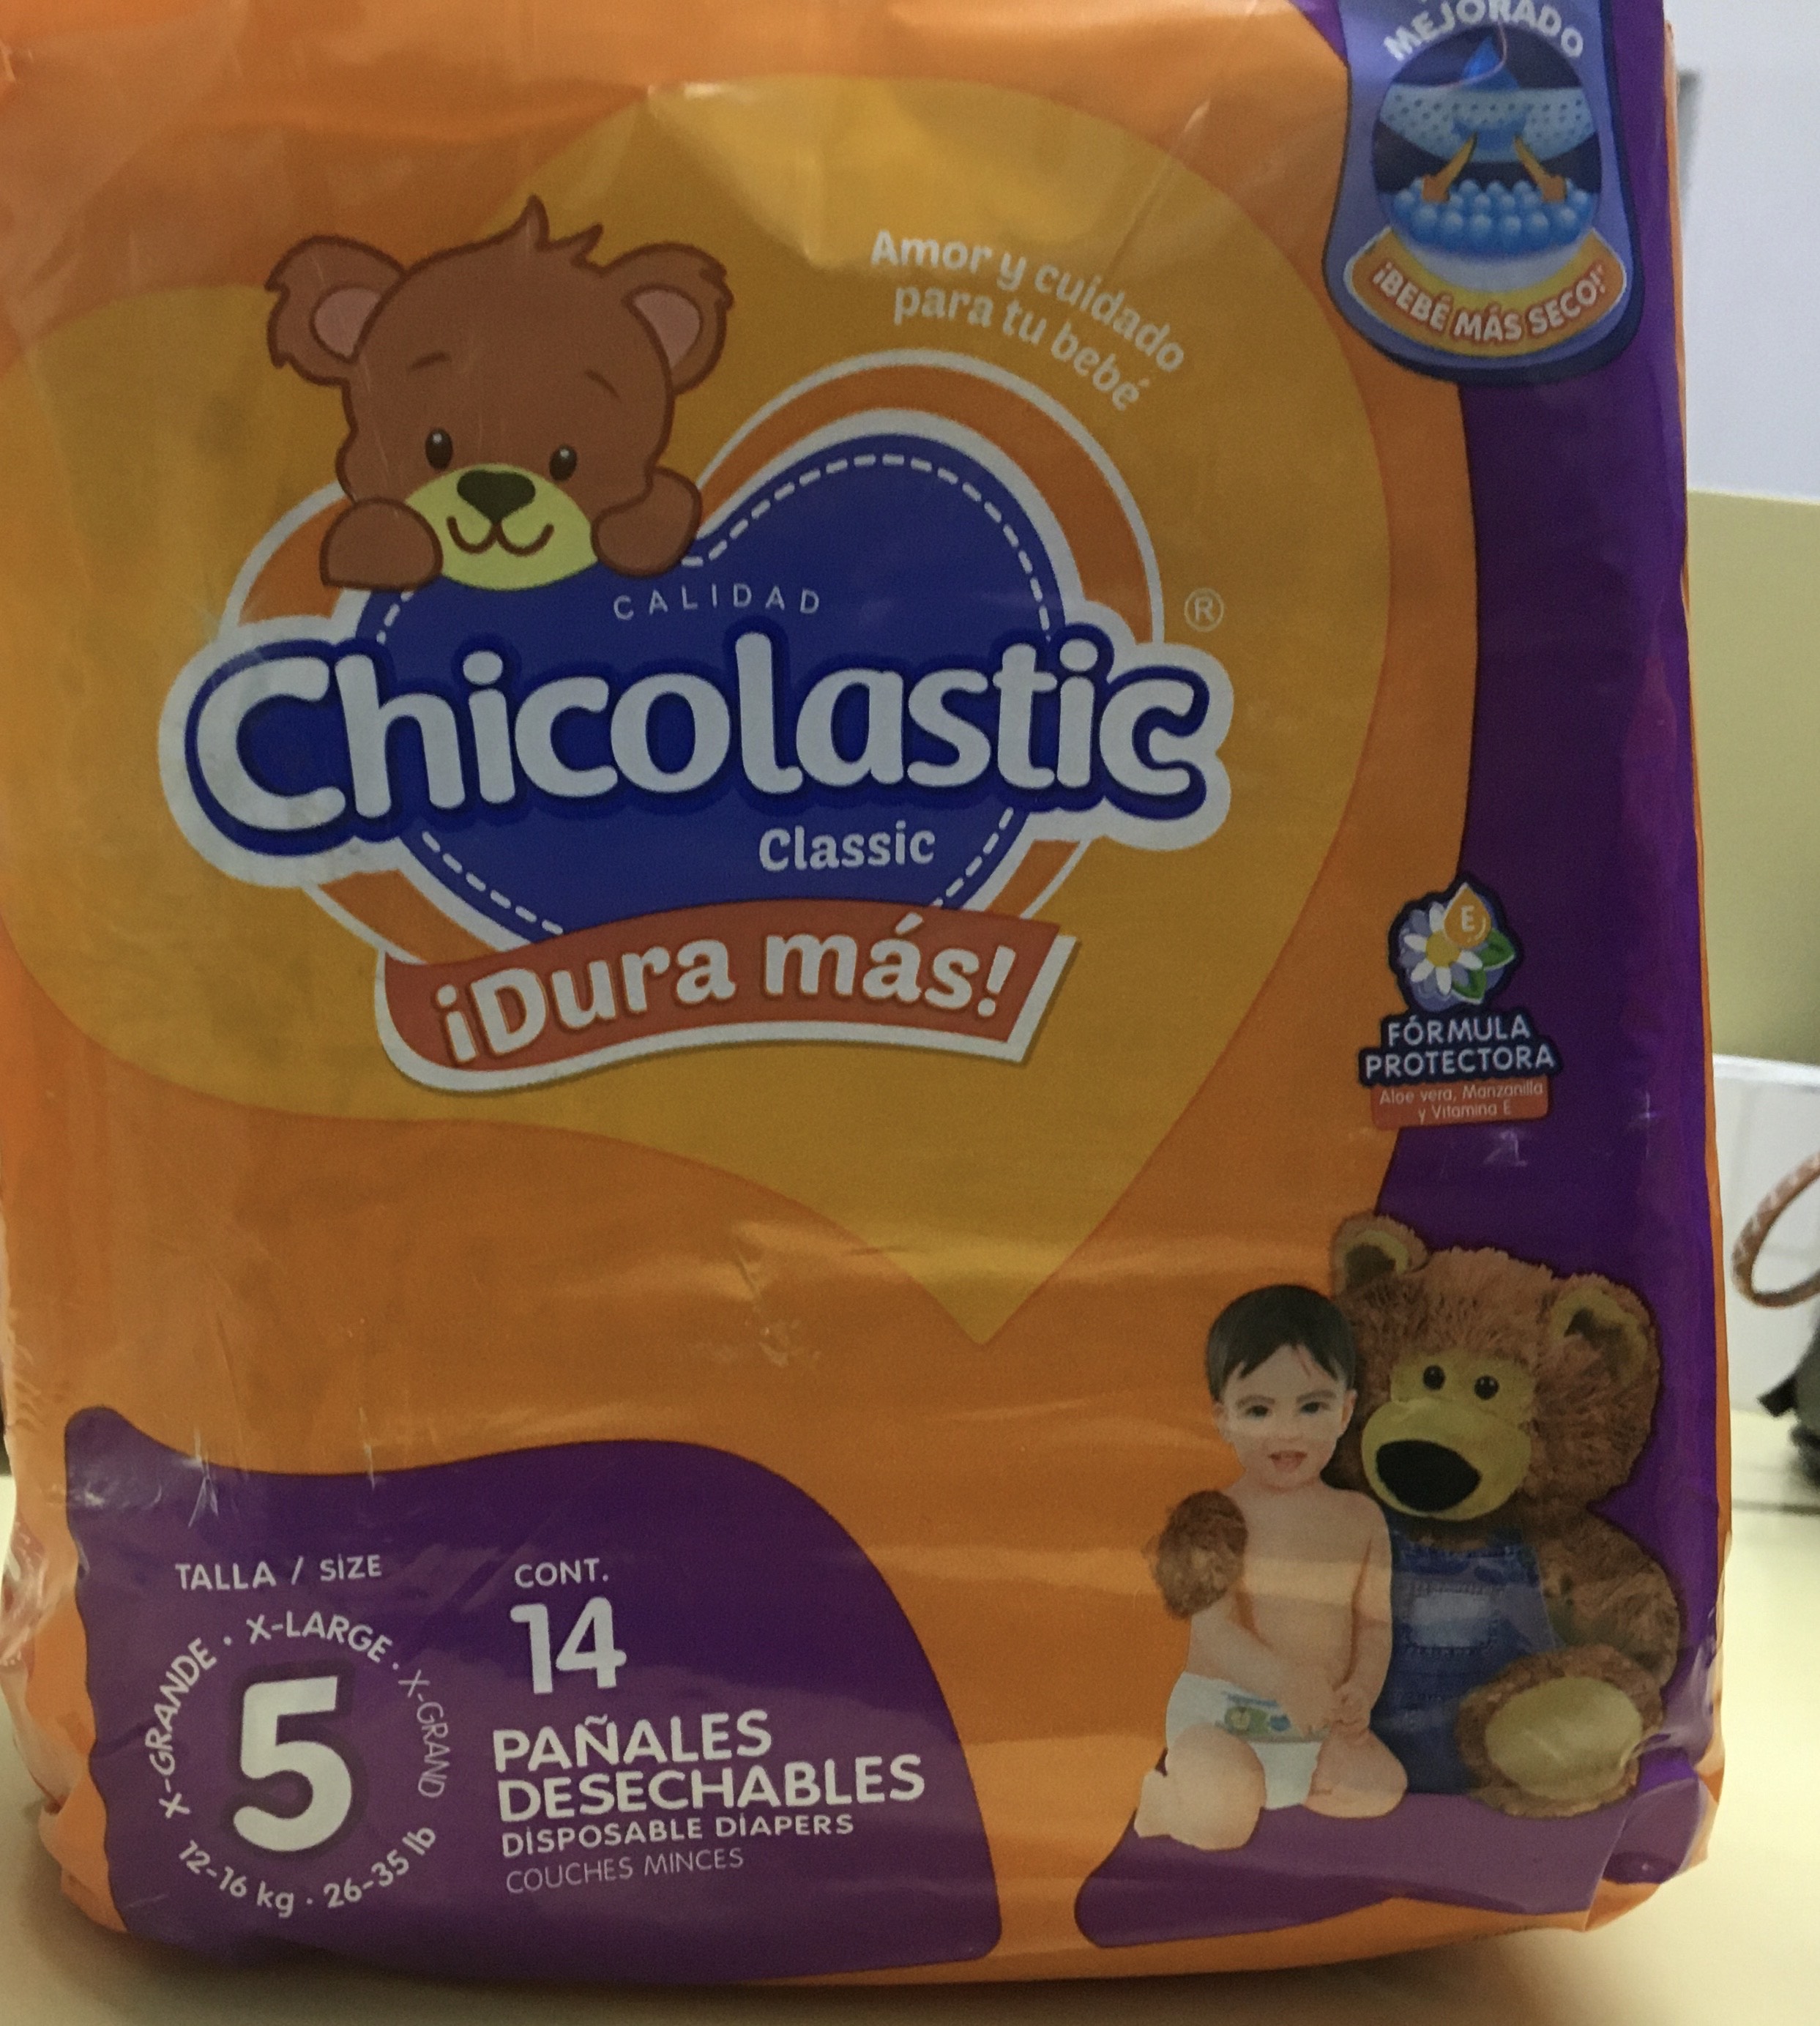 MEJORADO
¡BEBÉ MÁS SECO!
Amor y cuidado
para tu bebé
CALIDAD
Chicolastic ®
Classic
¡Dura más!
E
FÓRMULA
PROTECTORA
Aloe vera, Manzanilla
y Vitamina E
TALLA / SIZE
X-GRANDE · X-LARGE · X-GRAND
5
12-16 kg · 26-35 lb
CONT.
14
PAÑALES
DESECHABLES
DISPOSABLE DIAPERS
COUCHES MINCES